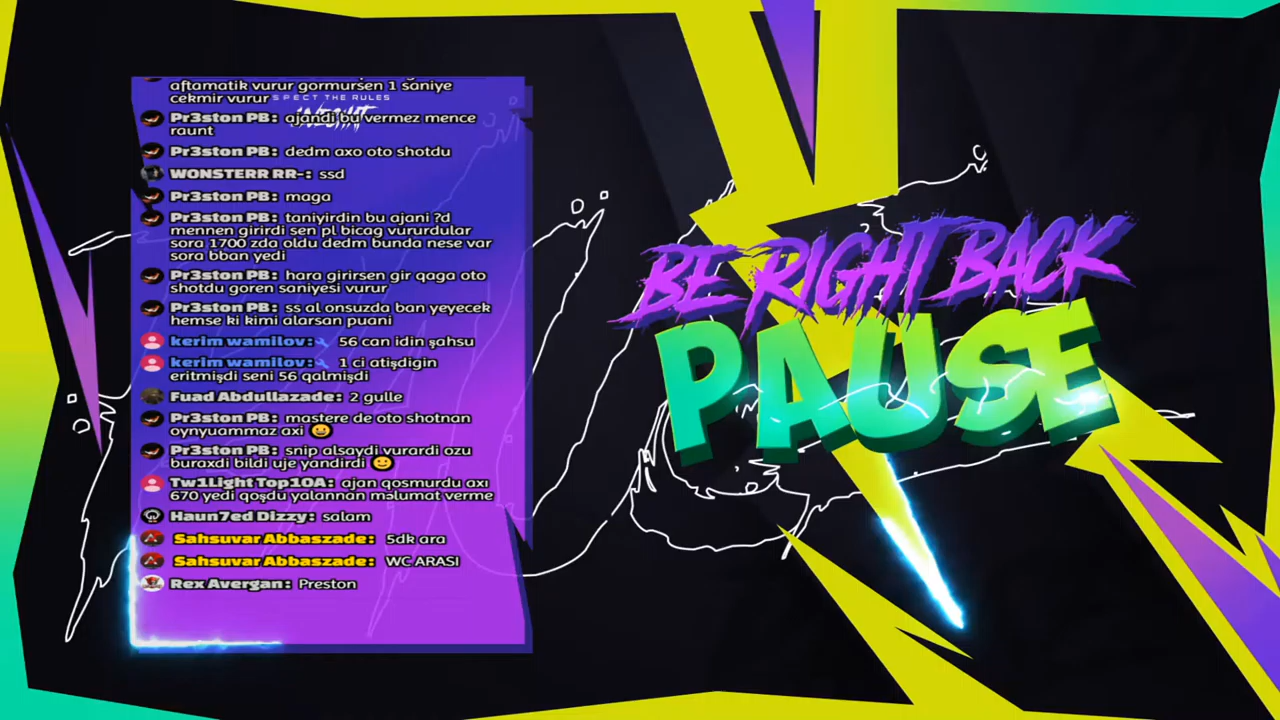 aftamatik vurur gormursen 1 saniye
cekmir vurur
SPECT THE RULES
Pr3ston PB: ajandi bu vermez mence
raunt
Pr3ston PB: dedm axo oto shotdu
WONSTERR RR-: ssd
Pr3ston PB: maga
Pr3ston PB: taniyirdin bu ajani ?d
mennen girirdi sen pl bicag vururdular
sora 1700 zda oldu dedm bunda nese var
sora bban yedi
Pr3ston PB: hara girirsen gir qaga oto
shotdu goren saniyesi vurur
Pr3ston PB: ss al onsuzda ban yeyecek
hemse ki kimi alarsan puani
kerim wamilov: 56 can idin şahsu
kerim wamilov: 1 ci atişdigin
eritmişdi seni 56 qalmişdi
Fuad Abdullazade: 2 gulle
Pr3ston PB: mastere de oto shotnan
oynyuammaz axi 😀
Pr3ston PB: snip alsaydi vurardi ozu
buraxdi bildi uje yandirdi 🙂
Tw1Light Top1OA: ajan qosmurdu axı
670 yedi qoşdu yalannan məlumat verme
Haun7ed Dizzy: salam
Sahsuvar Abbaszade: 5dk ara
Sahsuvar Abbaszade: WC ARASI
Rex Avergan: Preston
BE RIGHT BACK
PAUSE